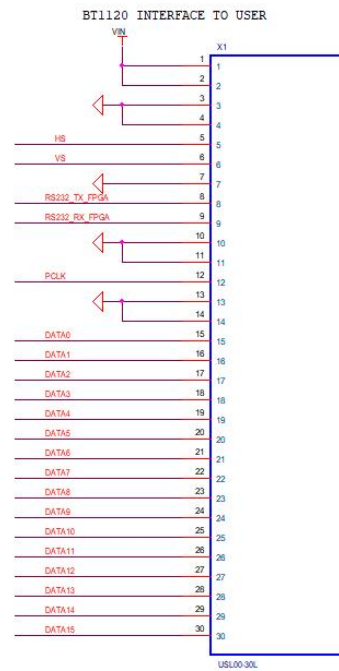 BT1120 INTERFACE TO USER
VIN
X1
1 1
2 2
3 3
4 4
HS 5 5
VS 6 6
7 7
RS232_TX_FPGA 8 8
RS232_RX_FPGA 9 9
10 10
11 11
PCLK 12 12
13 13
14 14
DATA0 15 15
DATA1 16 16
DATA2 17 17
DATA3 18 18
DATA4 19 19
DATA5 20 20
DATA6 21 21
DATA7 22 22
DATA8 23 23
DATA9 24 24
DATA10 25 25
DATA11 26 26
DATA12 27 27
DATA13 28 28
DATA14 29 29
DATA15 30 30
USL00-30L